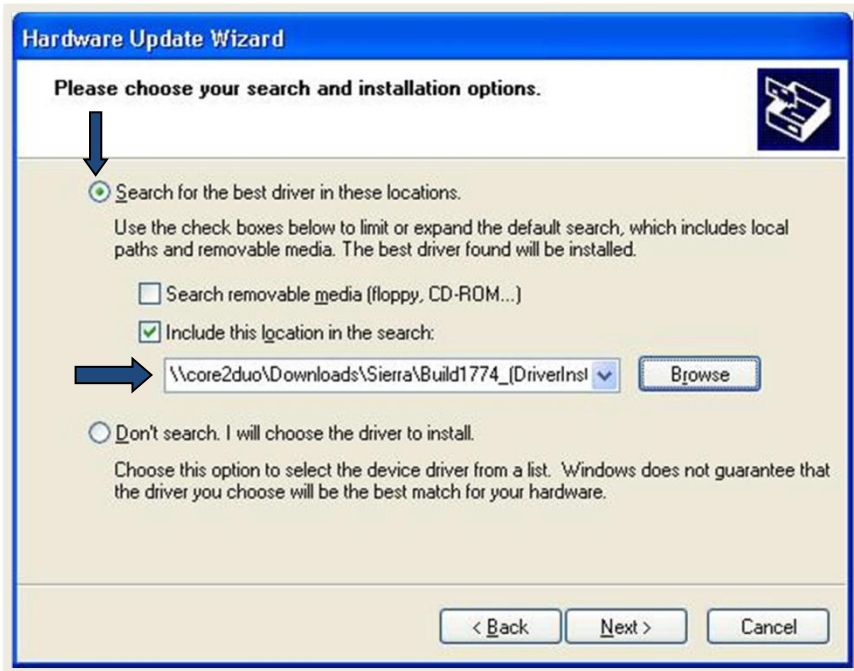 Hardware Update Wizard
Please choose your search and installation options.
Search for the best driver in these locations.
Use the check boxes below to limit or expand the default search, which includes local
paths and removable media. The best driver found will be installed.
Search removable media (floppy, CD-ROM...)
Include this location in the search:
\\core2duo\Downloads\Sierra\Build1774_(DriverInst
Browse
Don't search. I will choose the driver to install.
Choose this option to select the device driver from a list. Windows does not guarantee that
the driver you choose will be the best match for your hardware.
< Back
Next >
Cancel